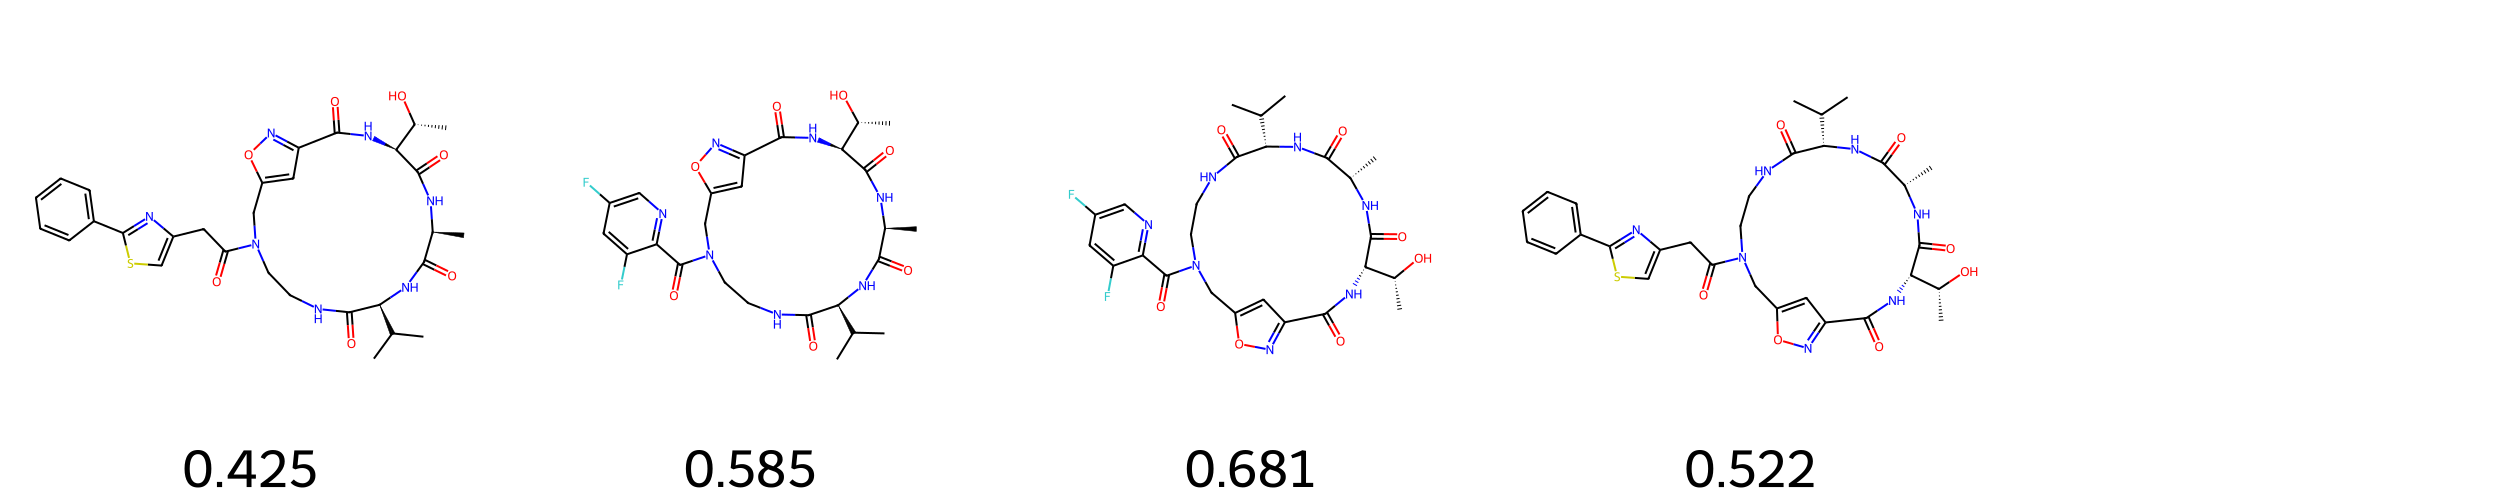 0.425 0.585 0.681 0.522
HO O H N N O O NH N O N S O N H O NH O
HO O H N N O O NH F N F N O N H O NH O
O H N O HN NH O OH NH O N O N O F N F
O H N O HN NH O OH NH O N O N O N S